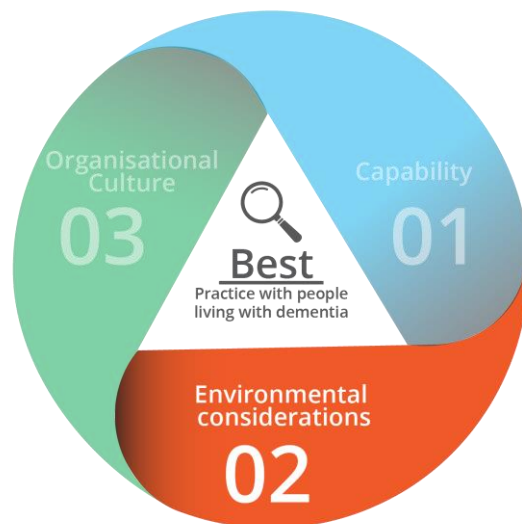 Capability
01
Environmental
considerations
02
Organisational
Culture
03
Best
Practice with people
living with dementia